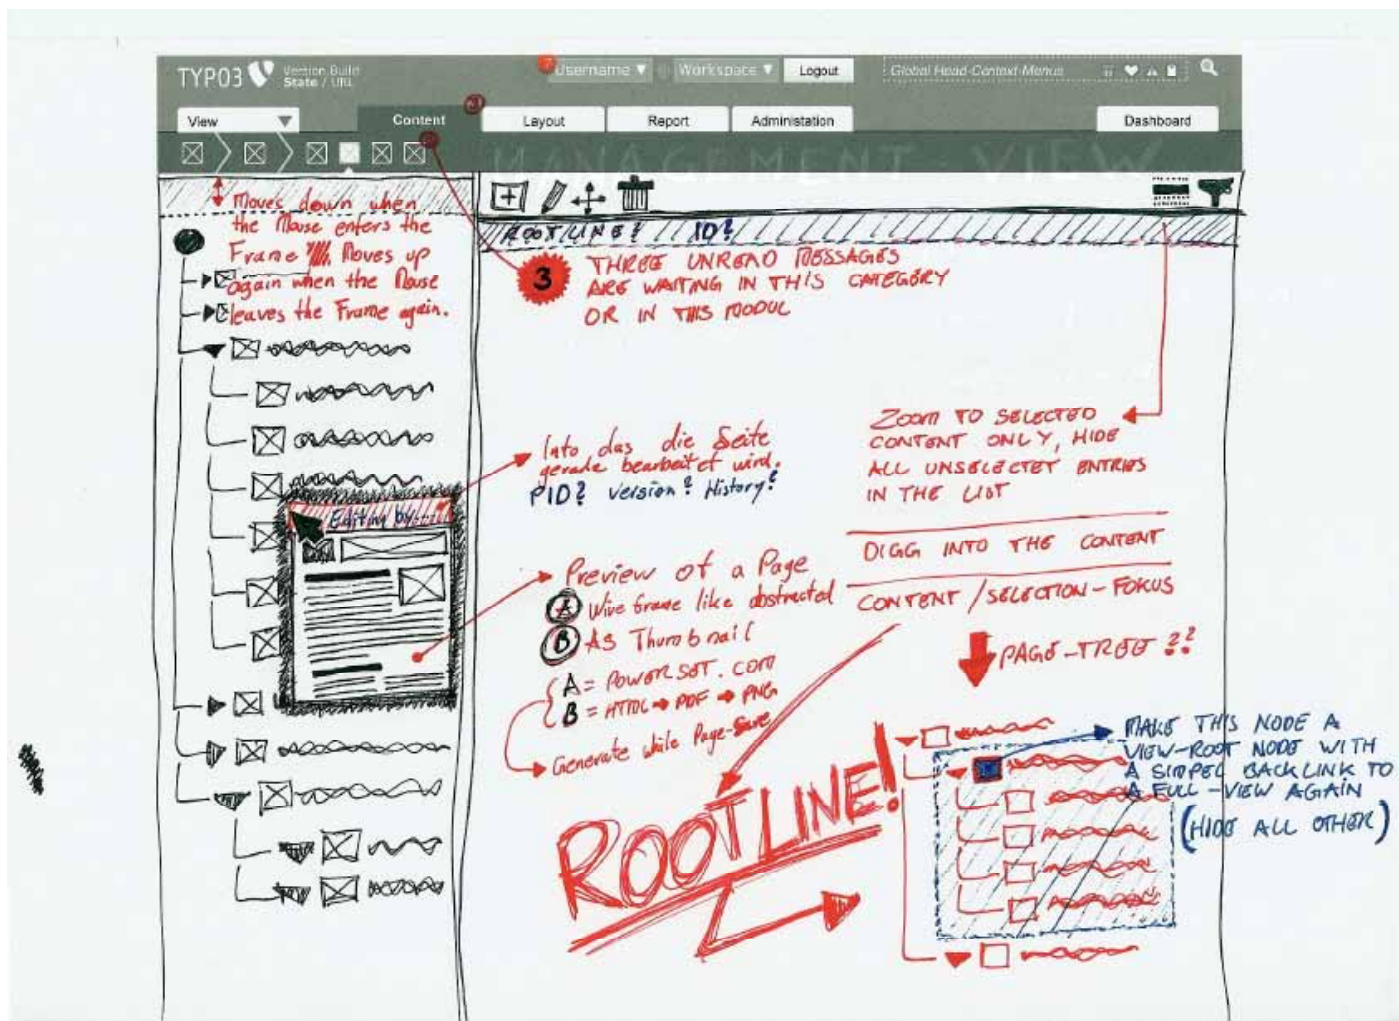 TYPO3 Version Build
State / URL
Username ▼ Workspace ▼ Logout Global Head-Context-Menus
View ▼ Content Layout Report Administation Dashboard
MANAGEMENT VIEW
Moves down when
the Mouse enters the
Frame Moves up
again when the Mouse
leaves the Frame again.
ROOTLINE? ID?
3
THREE UNREAD MESSAGES
ARE WAITING IN THIS CATEGORY
OR IN THIS MODUL
ZOOM TO SELECTED
CONTENT ONLY, HIDE
ALL UNSELECTET ENTRIES
IN THE LIST
Into das die Seite
gerade bearbeitet wird.
PID? Version? History?
Editing by
DIGG INTO THE CONTENT
CONTENT/SELECTION-FOKUS
Preview of a Page
A Wire frame like abstracted
B As Thumbnail
A = POWERSET.COM
B = HTML → PDF → PNG
Generate while Page-Save
PAGE-TREE ??
ROOTLINE!
MAKE THIS NODE A
VIEW-ROOT NODE WITH
A SIMPEL BACKLINK TO
A FULL-VIEW AGAIN
(HIDE ALL OTHER)